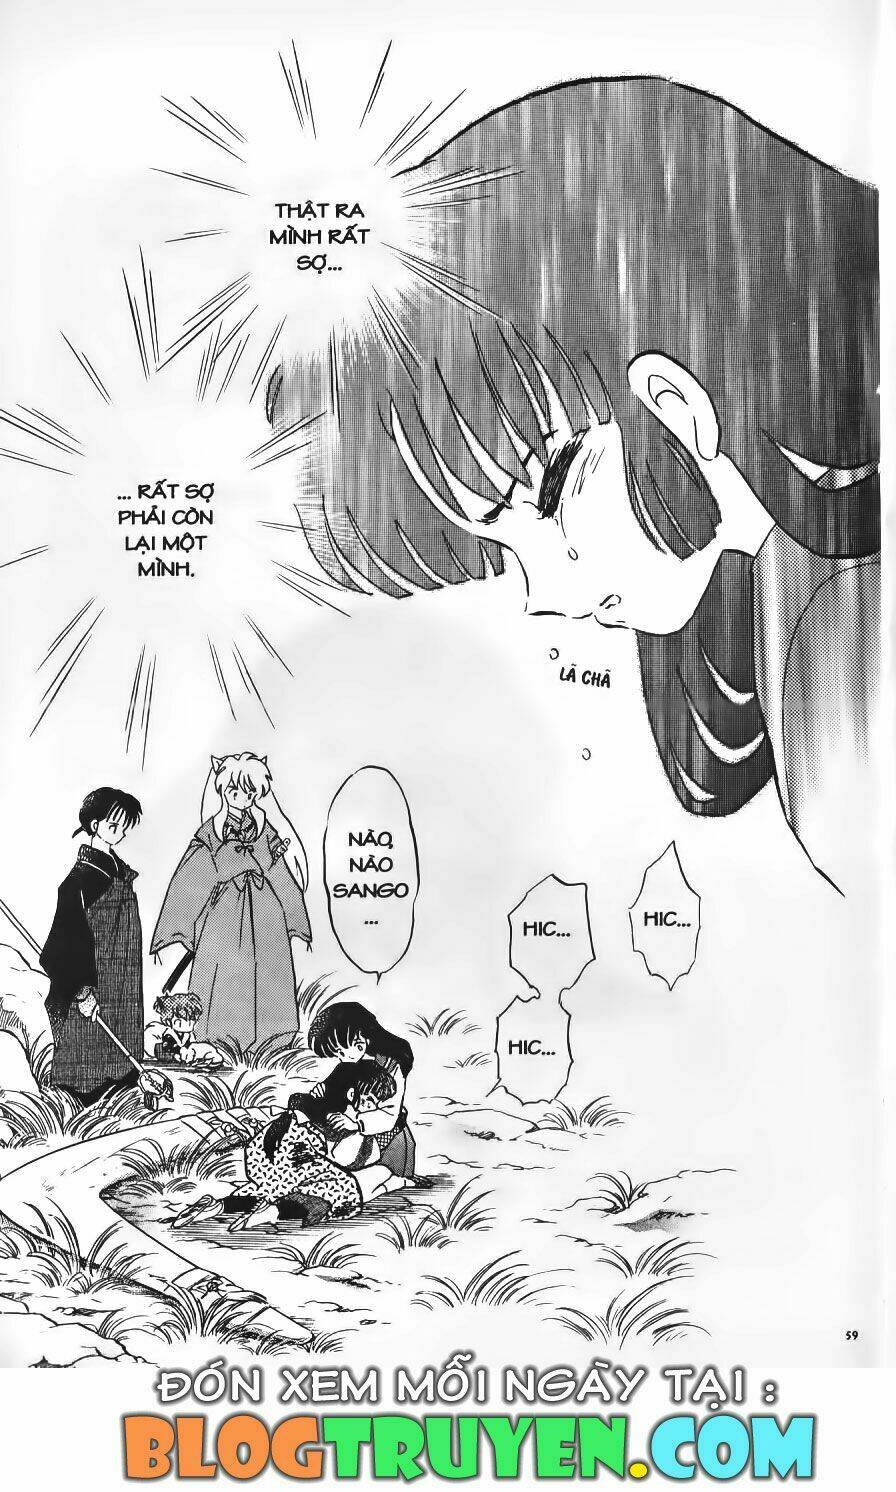 THẬT RA
MÌNH RẤT
SỢ...
... RẤT SỢ
PHẢI CÒN
LẠI MỘT
MÌNH.
LÃ CHÃ
NÀO,
NÀO
SANGO
...
HIC...
HIC...
HIC...
59
ĐÓN XEM MỖI NGÀY TẠI :
BLOGTRUYEN.COM